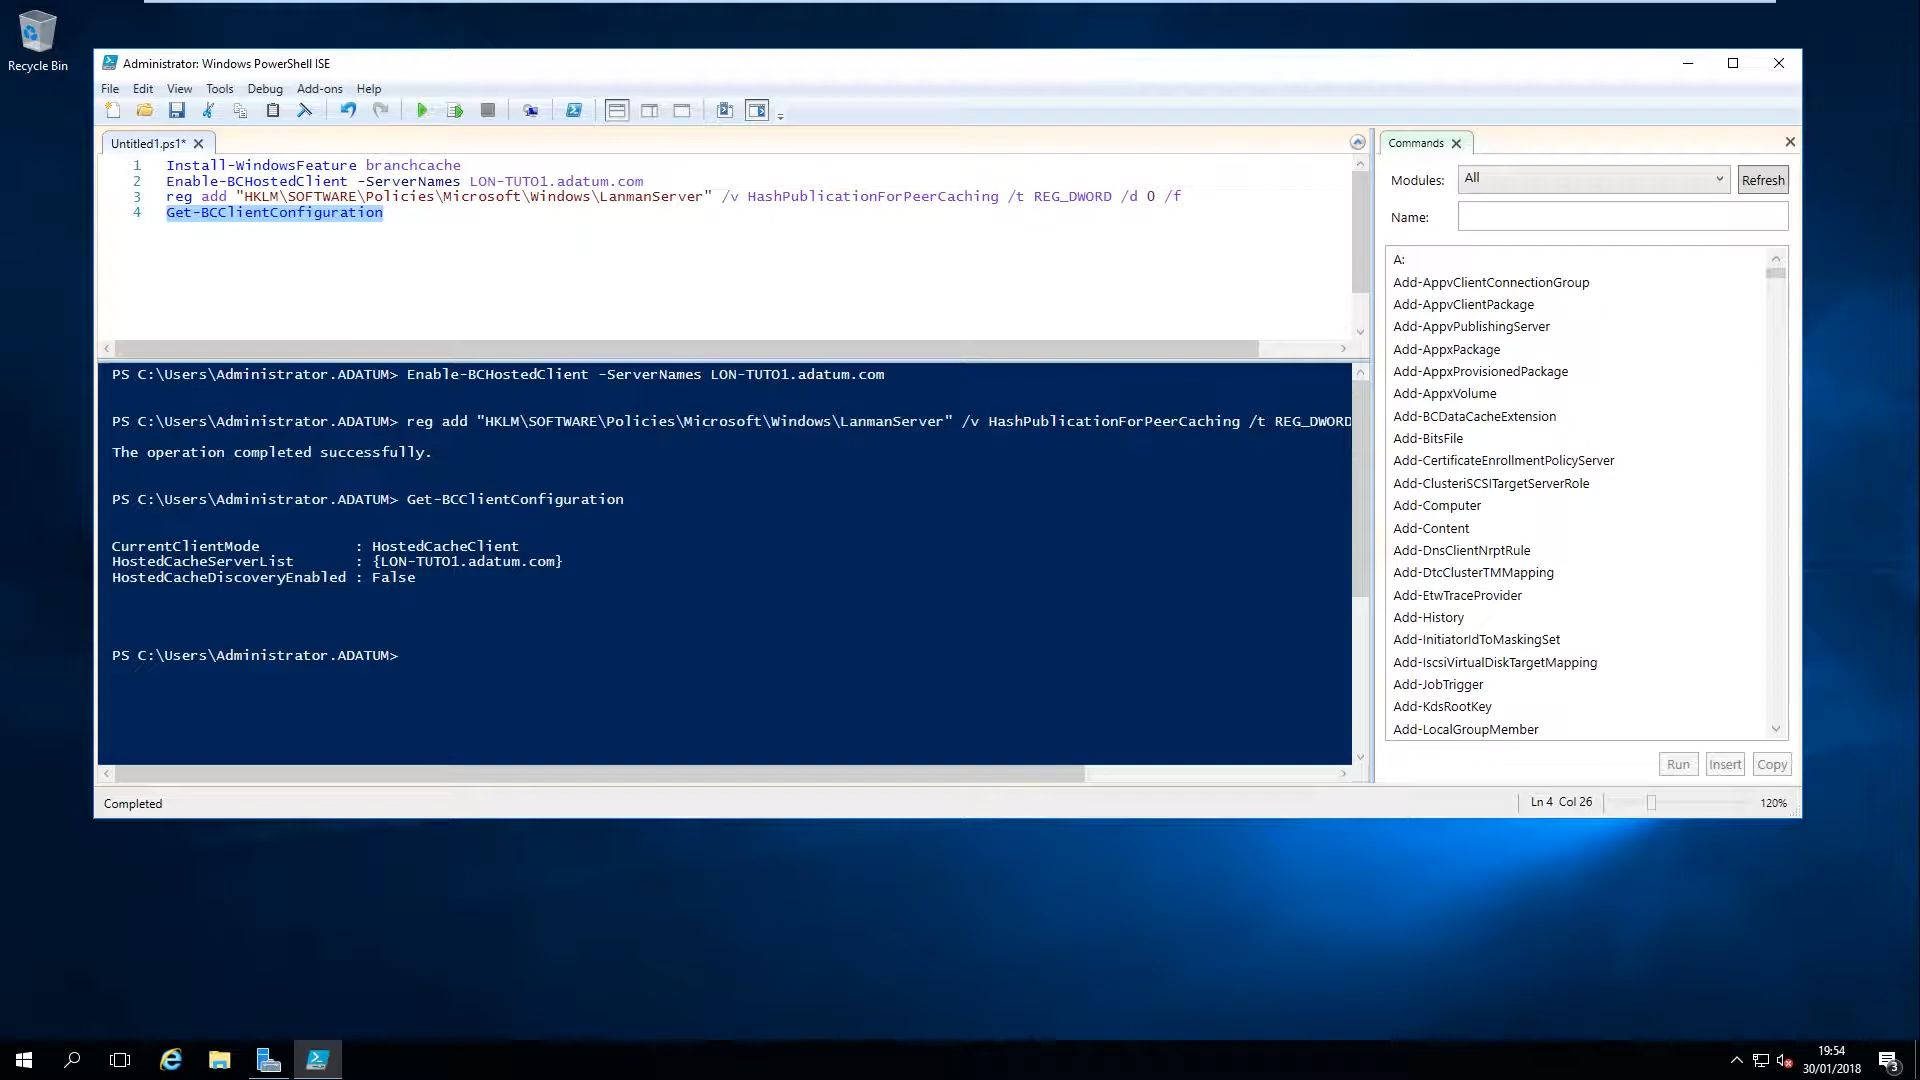 Recycle Bin
Administrator: Windows PowerShell ISE
File Edit View Tools Debug Add-ons Help
Untitled1.ps1*
1 Install-WindowsFeature branchcache
2 Enable-BCHostedClient -ServerNames LON-TUTO1.adatum.com
3 reg add "HKLM\SOFTWARE\Policies\Microsoft\Windows\LanmanServer" /v HashPublicationForPeerCaching /t REG_DWORD /d 0 /f
4 Get-BCClientConfiguration
PS C:\Users\Administrator.ADATUM> Enable-BCHostedClient -ServerNames LON-TUTO1.adatum.com
PS C:\Users\Administrator.ADATUM> reg add "HKLM\SOFTWARE\Policies\Microsoft\Windows\LanmanServer" /v HashPublicationForPeerCaching /t REG_DWORD
The operation completed successfully.
PS C:\Users\Administrator.ADATUM> Get-BCClientConfiguration
CurrentClientMode : HostedCacheClient
HostedCacheServerList : {LON-TUTO1.adatum.com}
HostedCacheDiscoveryEnabled : False
PS C:\Users\Administrator.ADATUM>
Commands
Modules: All Refresh
Name:
A:
Add-AppvClientConnectionGroup
Add-AppvClientPackage
Add-AppvPublishingServer
Add-AppxPackage
Add-AppxProvisionedPackage
Add-AppxVolume
Add-BCDataCacheExtension
Add-BitsFile
Add-CertificateEnrollmentPolicyServer
Add-ClusteriSCSITargetServerRole
Add-Computer
Add-Content
Add-DnsClientNrptRule
Add-DtcClusterTMMapping
Add-EtwTraceProvider
Add-History
Add-InitiatorIdToMaskingSet
Add-IscsiVirtualDiskTargetMapping
Add-JobTrigger
Add-KdsRootKey
Add-LocalGroupMember
Run Insert Copy
Completed
Ln 4 Col 26
120%
19:54
30/01/2018
3